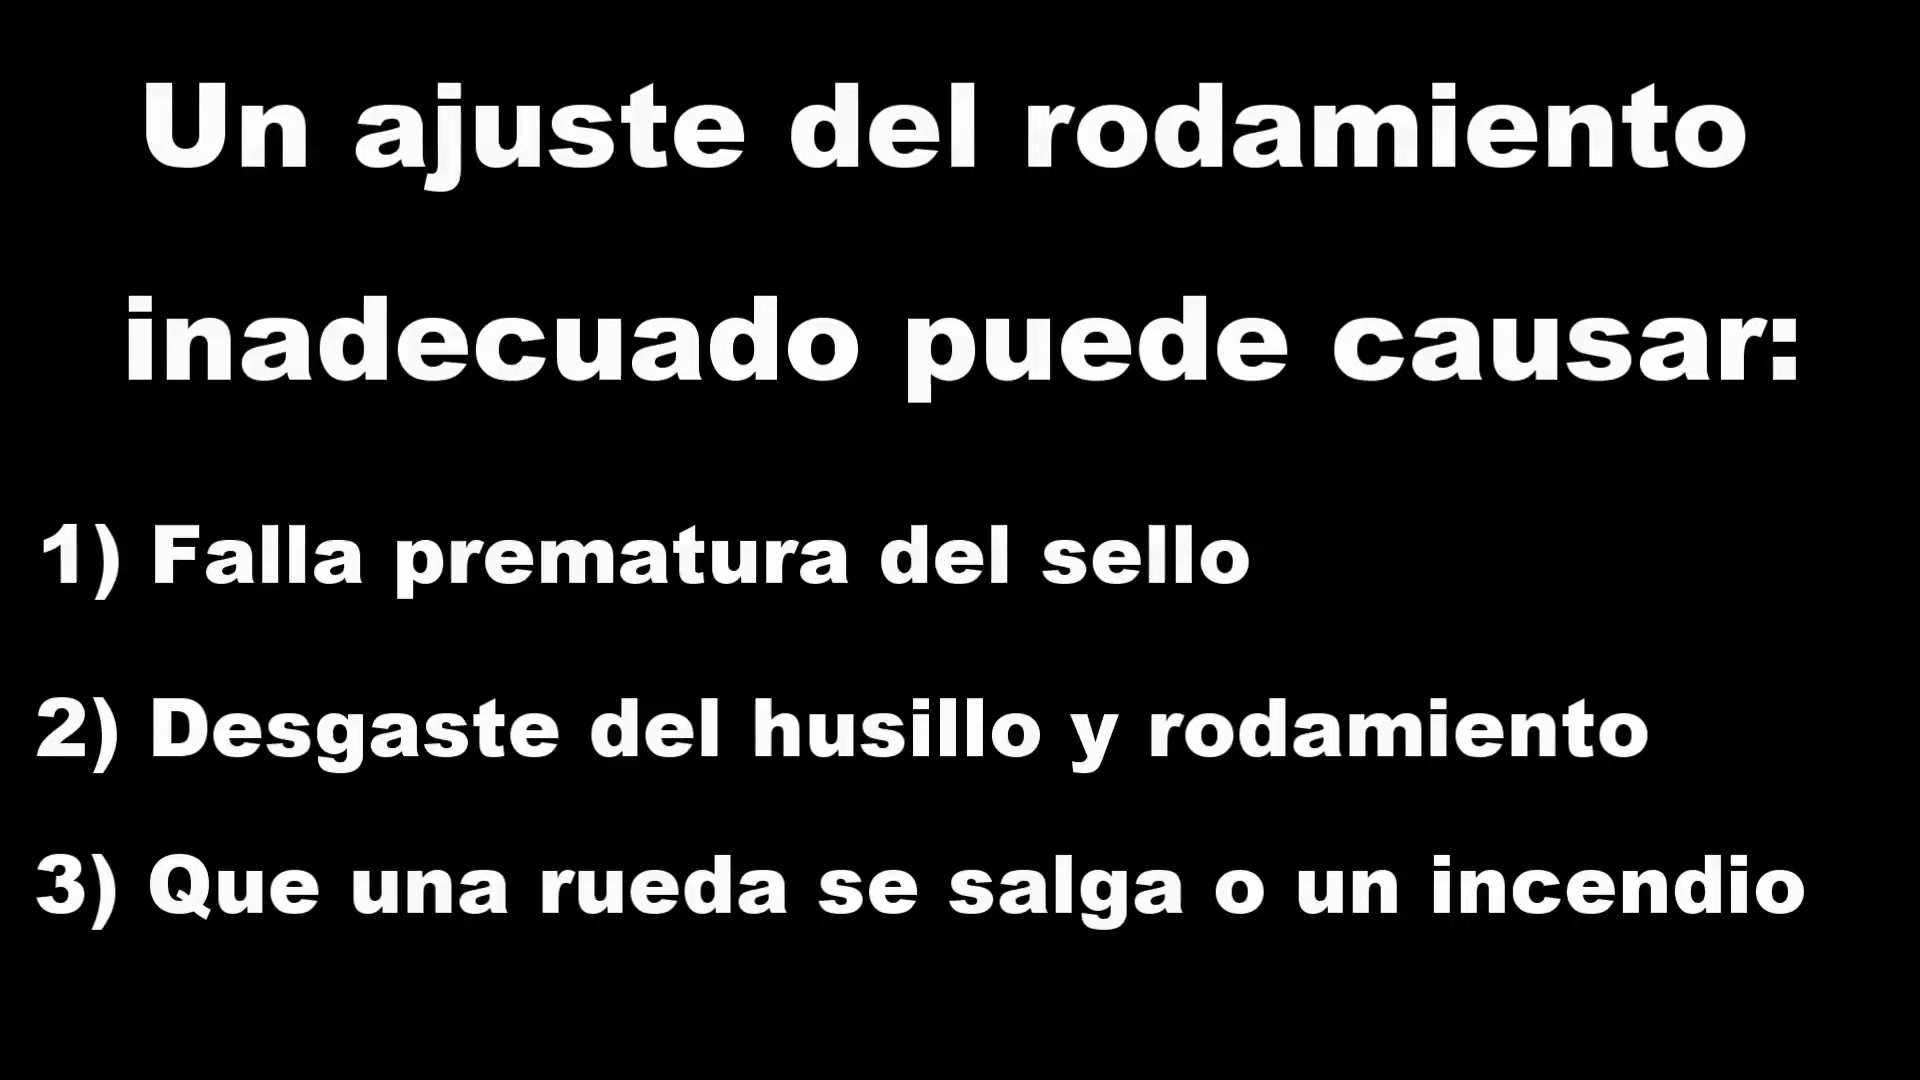 Un ajuste del rodamiento
inadecuado puede causar:
1) Falla prematura del sello
2) Desgaste del husillo y rodamiento
3) Que una rueda se salga o un incendio